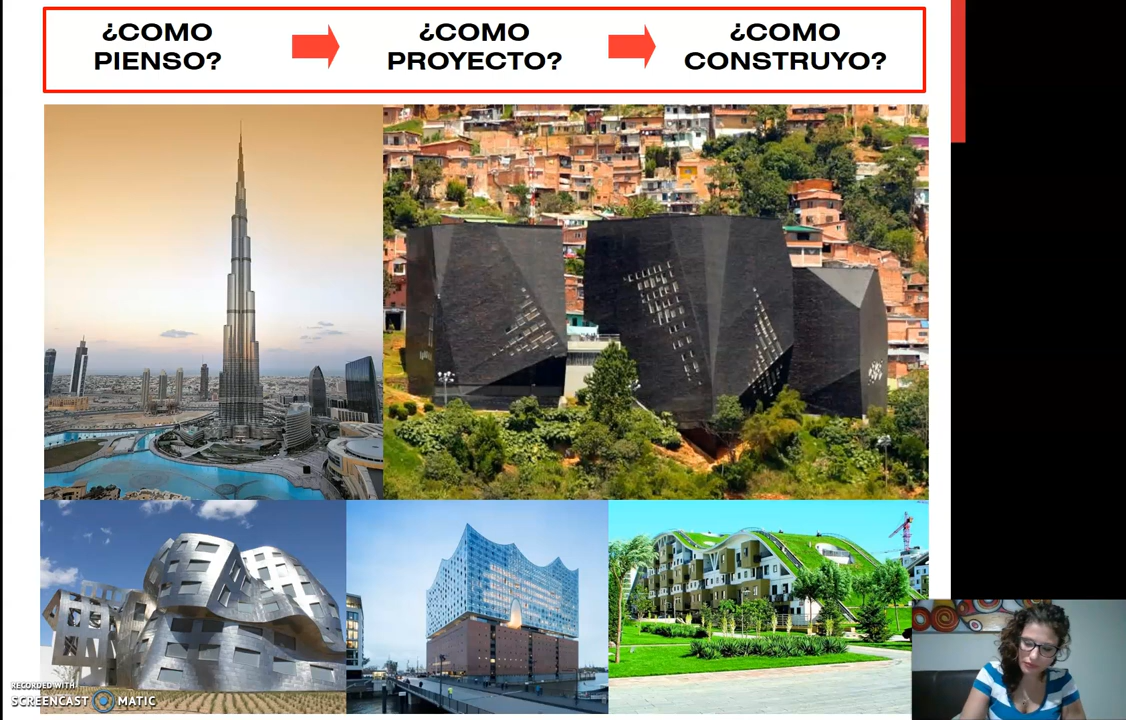 ¿COMO
PIENSO?
¿COMO
PROYECTO?
¿COMO
CONSTRUYO?
RECORDED WITH
SCREENCAST MATIC